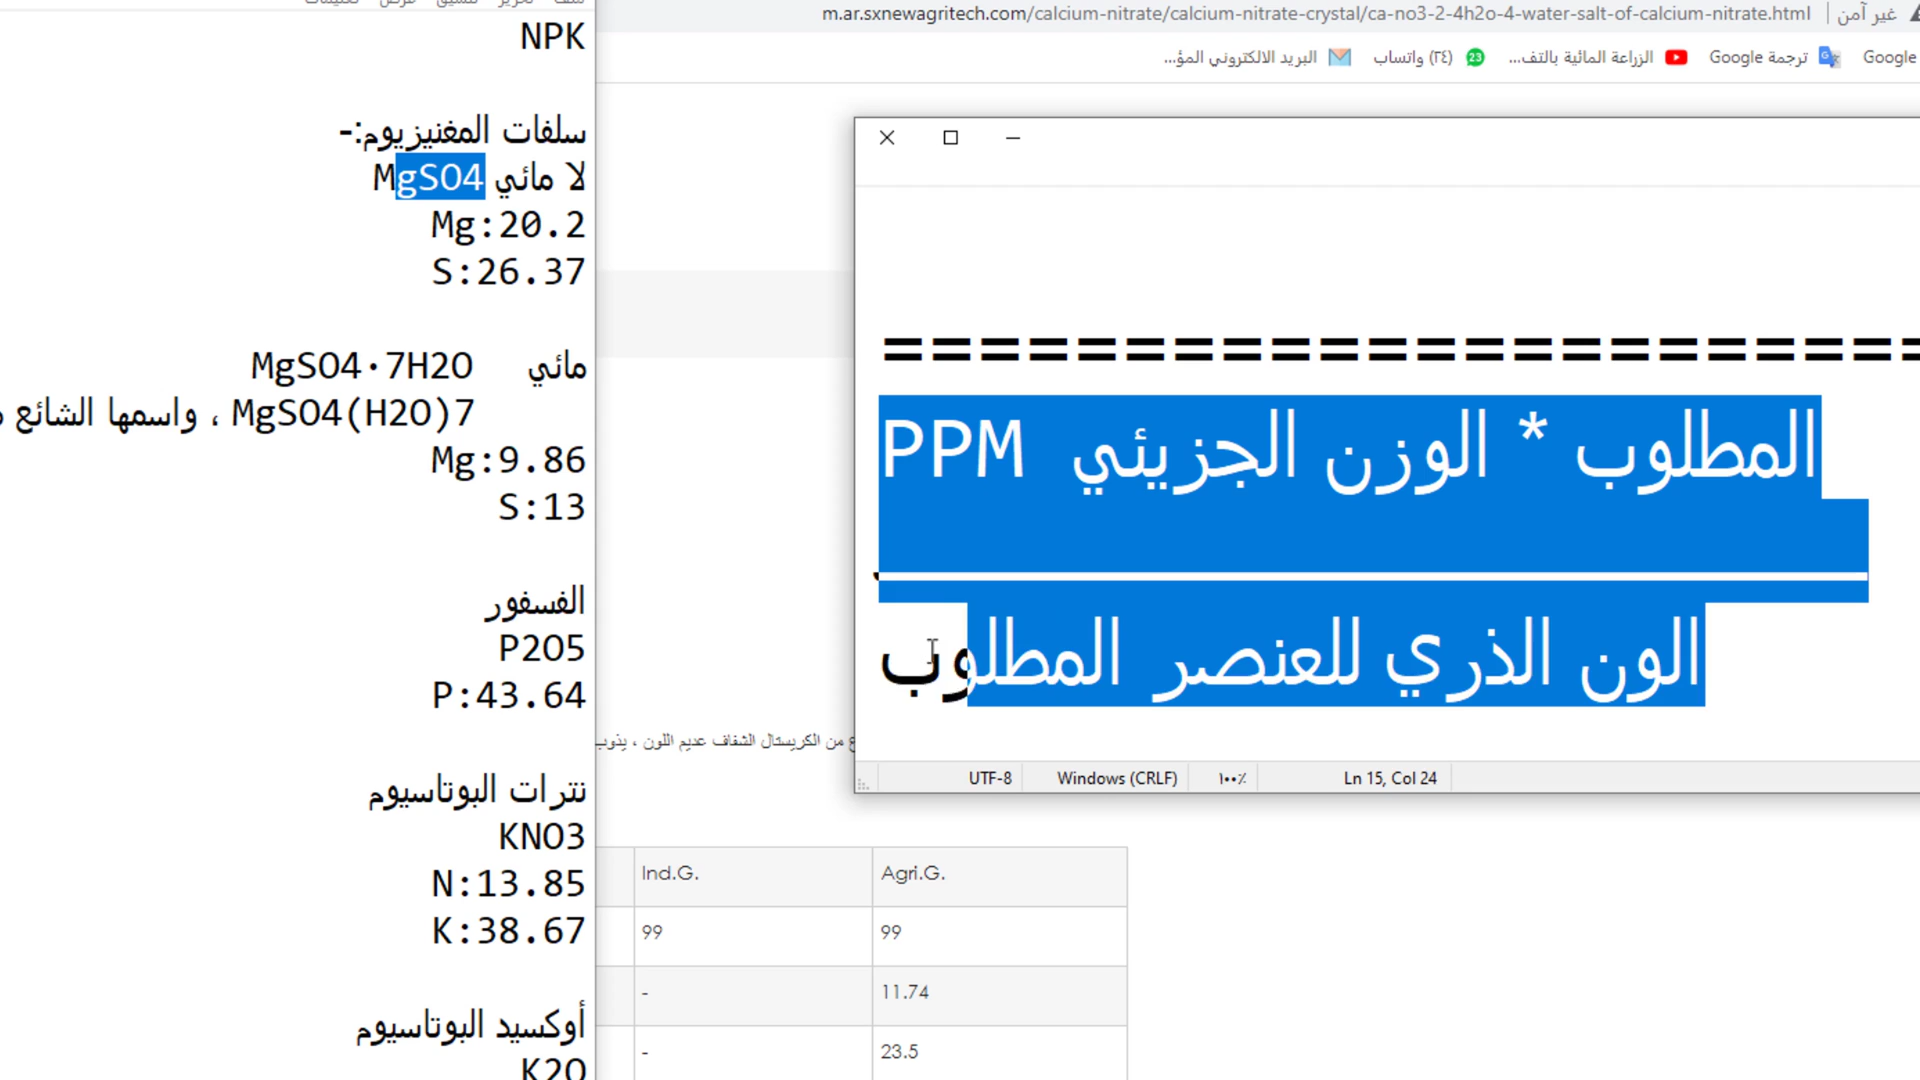 m.ar.sxnewagritech.com/calcium-nitrate/calcium-nitrate-crystal/ca-no3-2-4h2o-4-water-salt-of-calcium-nitrate.html
غير آمن
Google
ترجمة Google
الزراعة المائية بالتف...
(٢٤) واتساب
23
البريد الالكتروني المؤ...
NPK
سلفات المغنيزيوم:-
لا مائي MgSO4
Mg:20.2
S:26.37
مائي MgSO4·7H2O
MgSO4(H2O)7 ، واسمها الشائع
Mg:9.86
S:13
الفسفور
P2O5
P:43.64
نترات البوتاسيوم
KNO3
N:13.85
K:38.67
أوكسيد البوتاسيوم
K2O
======================
المطلوب * الوزن الجزيئي PPM
الون الذري للعنصر المطلوب
UTF-8
Windows (CRLF)
١٠٠٪
Ln 15, Col 24
من الكريستال الشفاف عديم اللون ، يذوب
Ind.G.
Agri.G.
99
99
-
11.74
-
23.5